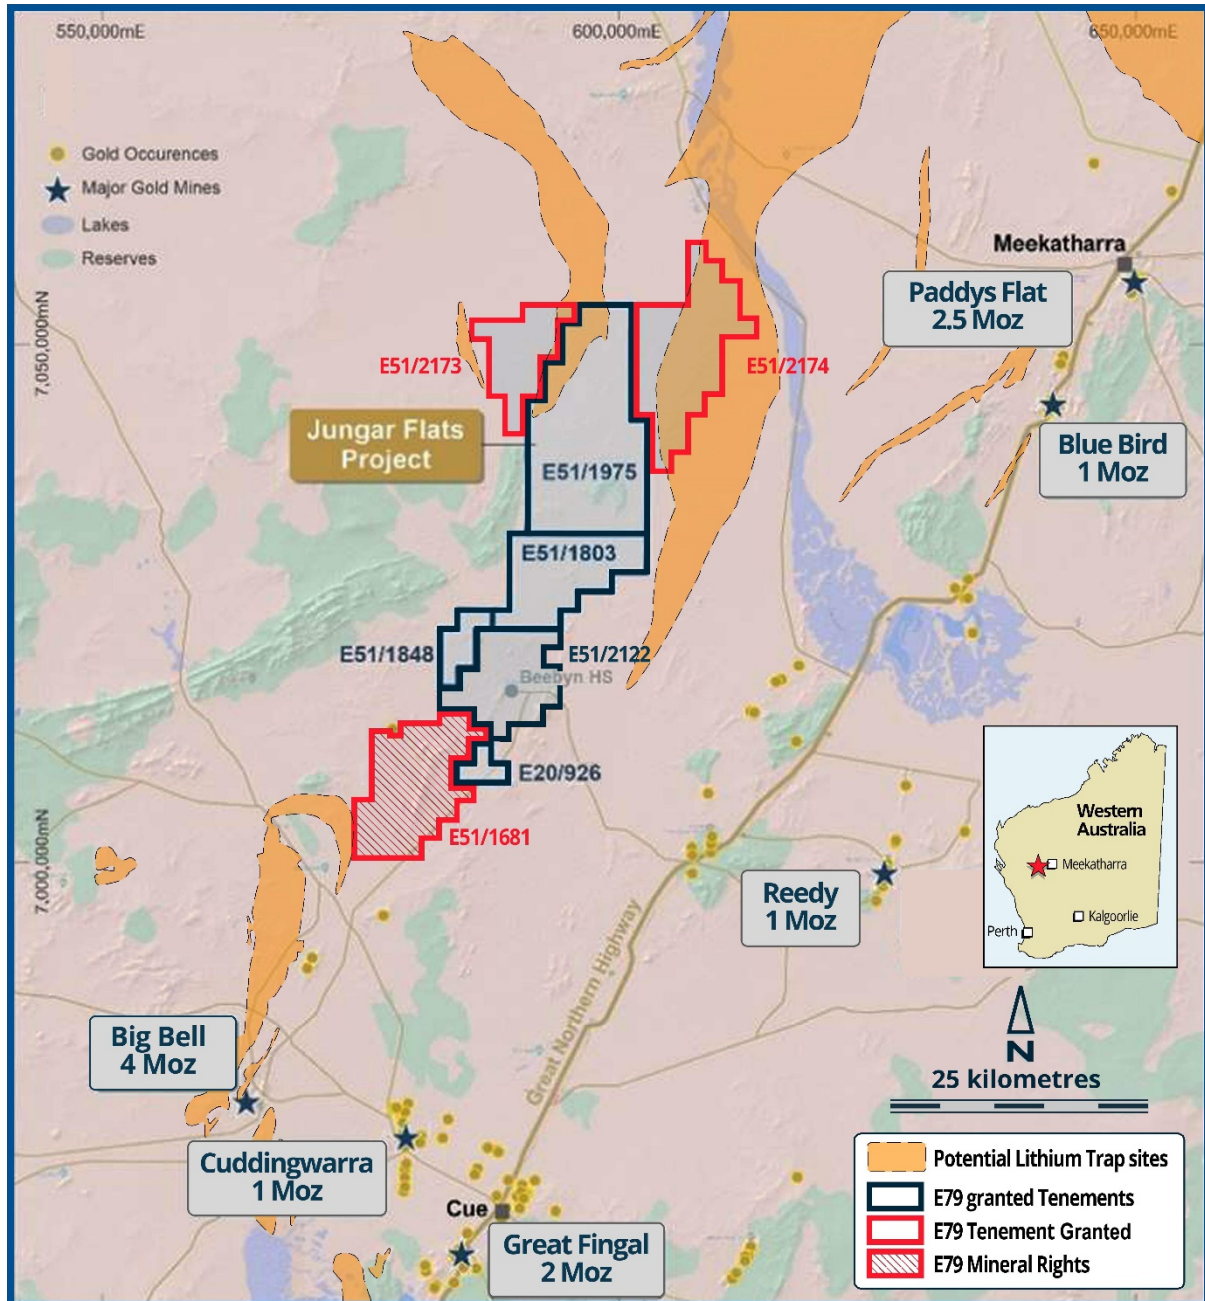 550,000mE
600,000mE
650,000mE
Gold Occurences
Major Gold Mines
Lakes
Reserves
Meekatharra
Paddys Flat
2.5 Moz
7,050,000mN
E51/2173
E51/2174
Jungar Flats
Project
Blue Bird
1 Moz
E51/1975
E51/1803
E51/1848
E51/2122
Beebyn HS
E20/926
E51/1681
7,000,000mN
Western
Australia
Meekatharra
Kalgoorlie
Perth
Reedy
1 Moz
Great Northern Highway
N
25 kilometres
Big Bell
4 Moz
Cuddingwarra
1 Moz
Cue
Great Fingal
2 Moz
Potential Lithium Trap sites
E79 granted Tenements
E79 Tenement Granted
E79 Mineral Rights